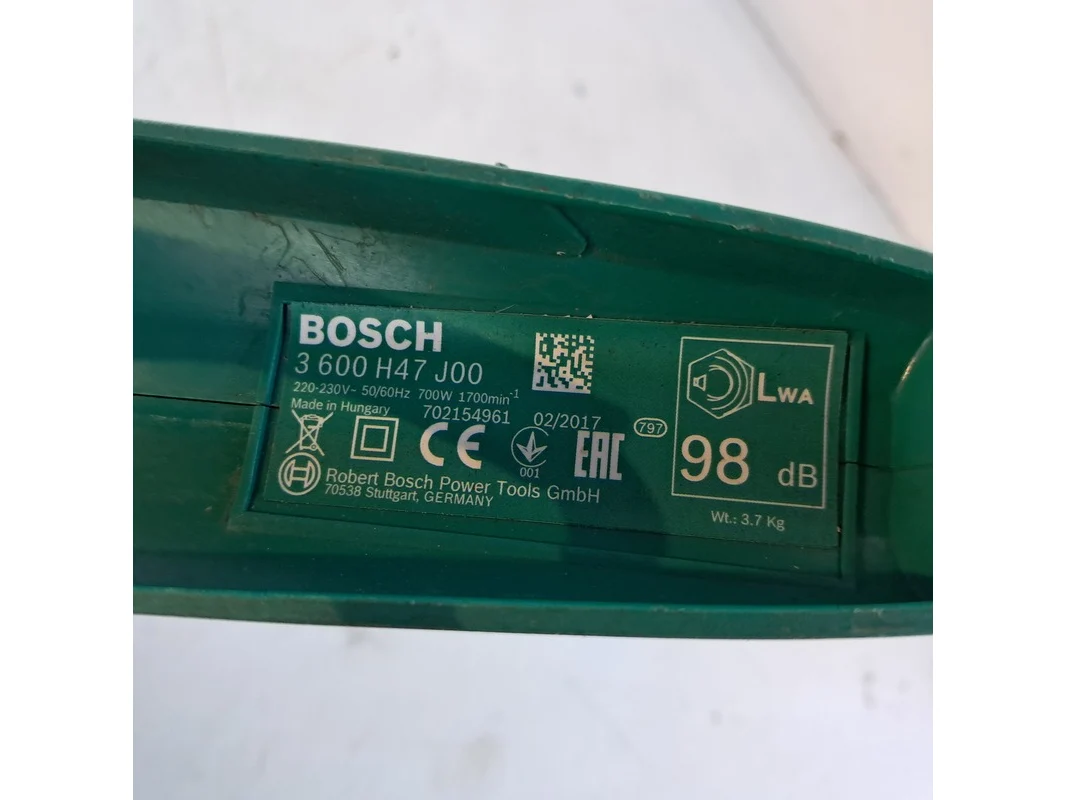 BOSCH
3 600 H47 J00
220-230V~ 50/60Hz 700W 1700min-1
Made in Hungary 702154961 02/2017
797
CE
001
EAC
Robert Bosch Power Tools GmbH
70538 Stuttgart, GERMANY
LWA
98 dB
Wt.: 3.7 Kg